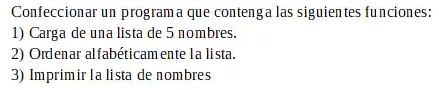 Confeccionar un programa que contenga las siguientes funciones:
1) Carga de una lista de 5 nombres.
2) Ordenar alfabéticamente la lista.
3) Imprimir la lista de nombres